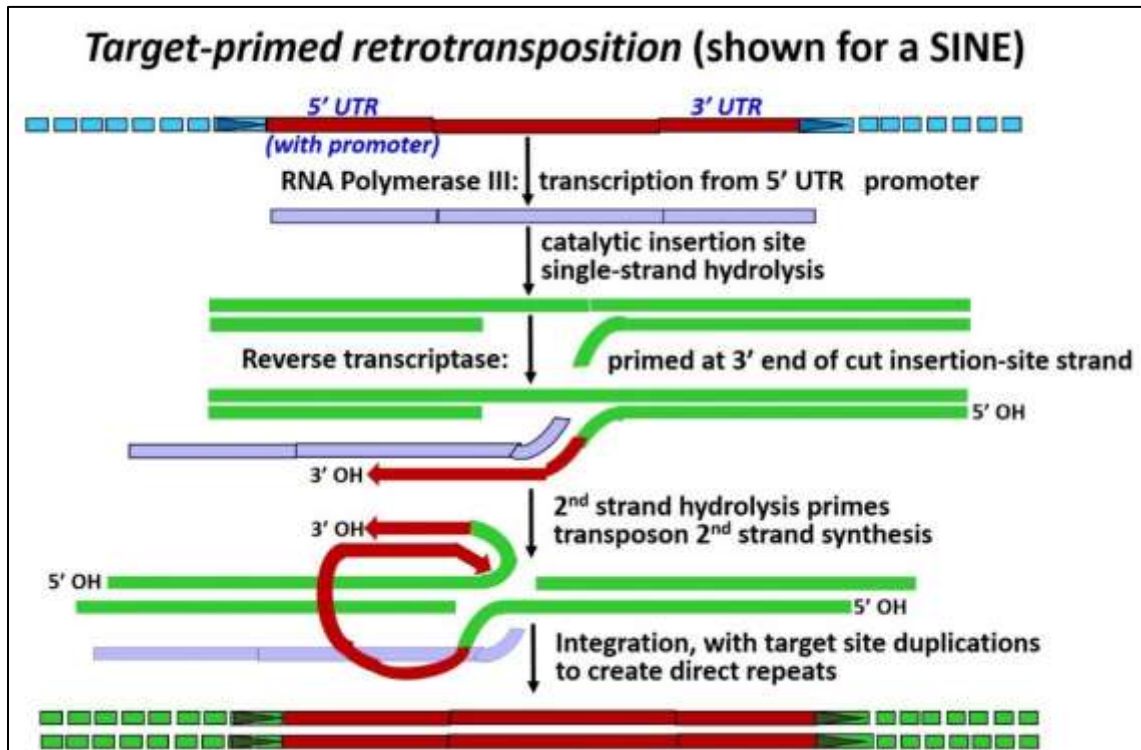 Target-primed retrotransposition (shown for a SINE)
5’ UTR 3’ UTR
(with promoter)
RNA Polymerase III: transcription from 5’ UTR promoter
catalytic insertion site
single-strand hydrolysis
Reverse transcriptase: primed at 3’ end of cut insertion-site strand
5’ OH
3’ OH
2nd strand hydrolysis primes
transposon 2nd strand synthesis
3’ OH
5’ OH
5’ OH
Integration, with target site duplications
to create direct repeats